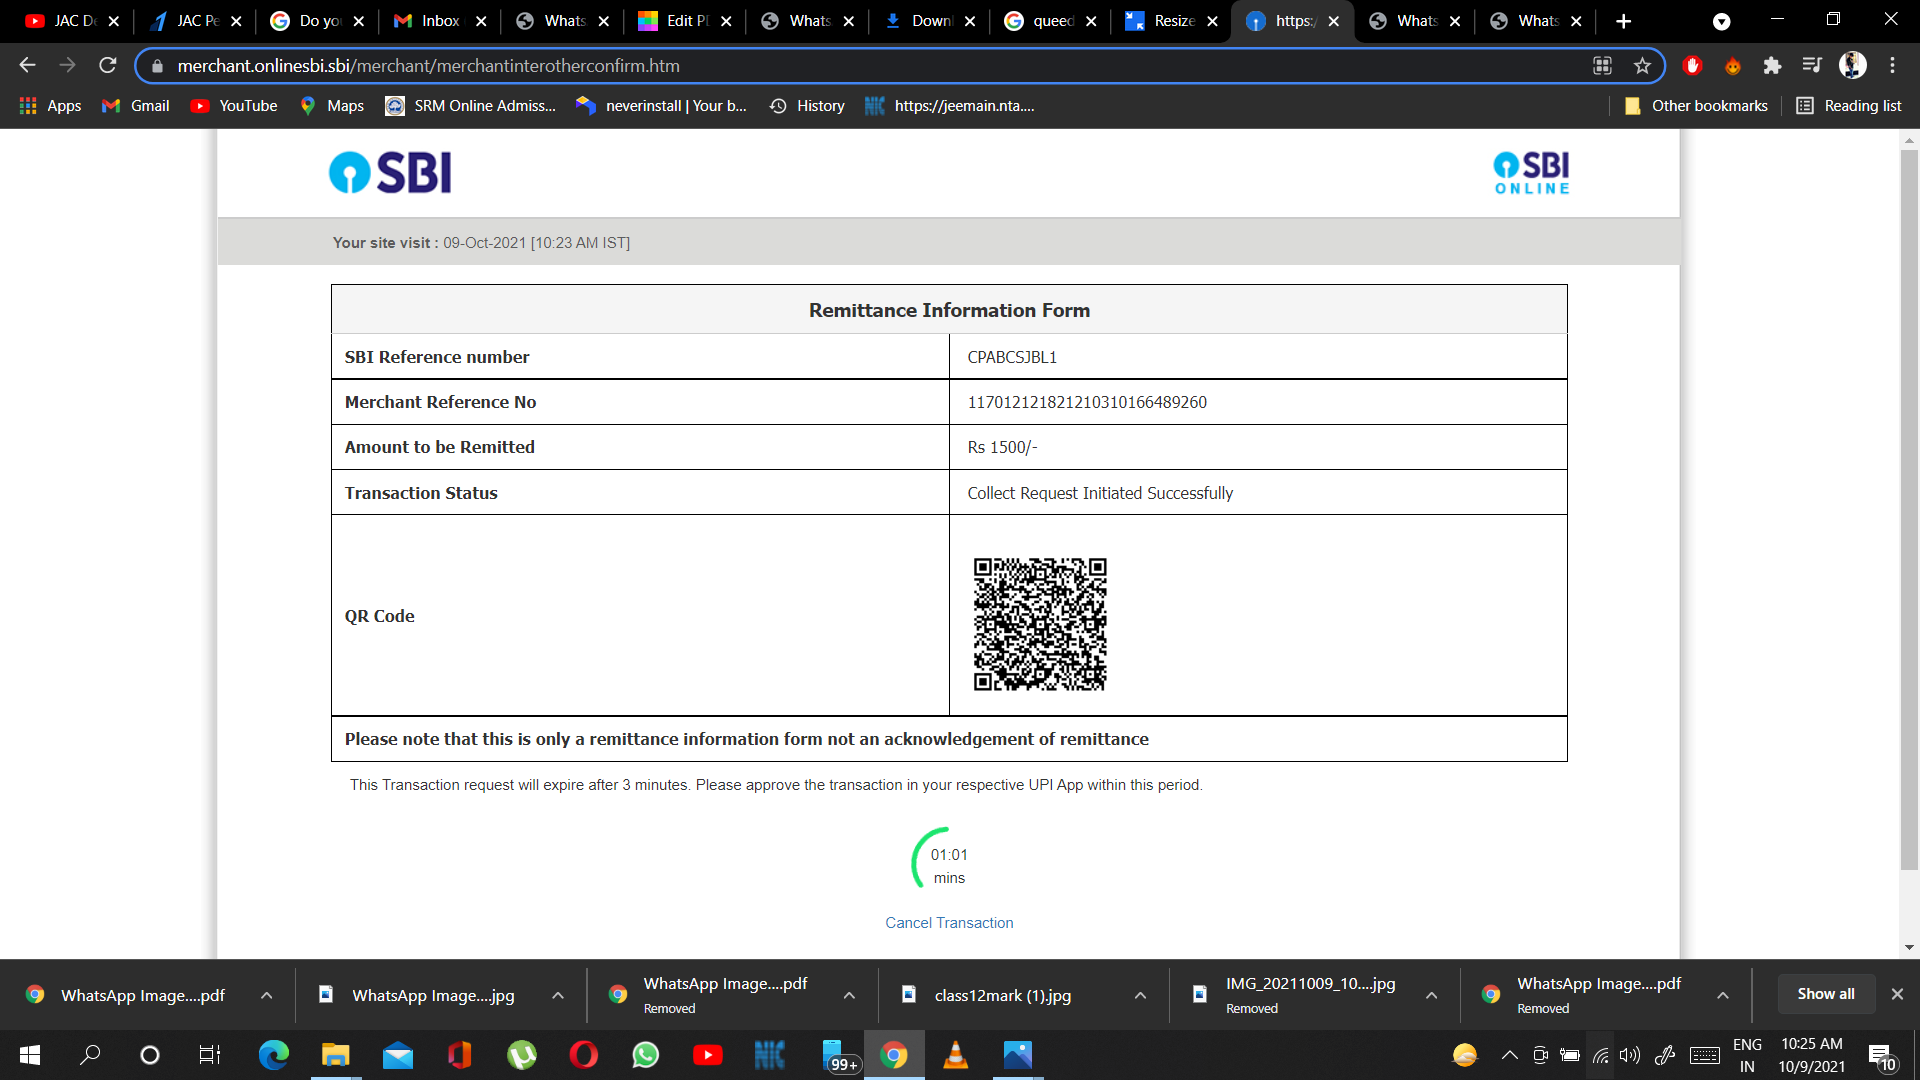 JAC De
JAC Pe
Do you
Inbox
Whats
Edit PD
Whats
Downl
queed
Resize
https:/
Whats
Whats
merchant.onlinesbi.sbi/merchant/merchantinterotherconfirm.htm
Apps
Gmail
YouTube
Maps
SRM Online Admiss...
neverinstall | Your b...
History
https://jeemain.nta....
Other bookmarks
Reading list
SBI
SBI
ONLINE
Your site visit : 09-Oct-2021 [10:23 AM IST]
Remittance Information Form
SBI Reference number CPABCSJBL1
Merchant Reference No 117012121821210310166489260
Amount to be Remitted Rs 1500/-
Transaction Status Collect Request Initiated Successfully
QR Code
Please note that this is only a remittance information form not an acknowledgement of remittance
This Transaction request will expire after 3 minutes. Please approve the transaction in your respective UPI App within this period.
01:01
mins
Cancel Transaction
WhatsApp Image....pdf
WhatsApp Image....jpg
WhatsApp Image....pdf
Removed
class12mark (1).jpg
IMG_20211009_10....jpg
Removed
WhatsApp Image....pdf
Removed
Show all
99+
ENG
IN
10:25 AM
10/9/2021
10